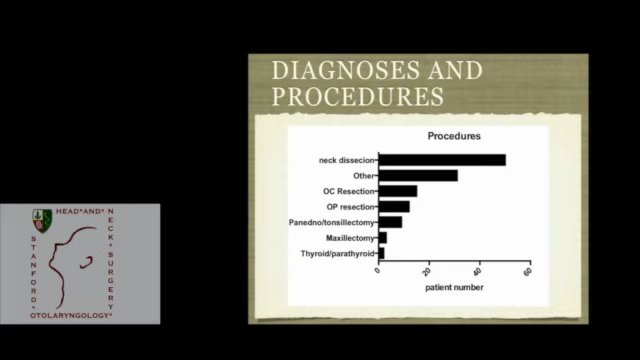 DIAGNOSES AND
PROCEDURES
Procedures
neck dissecion
Other
OC Resection
OP resection
Panedno/tonsillectomy
Maxillectomy
Thyroid/parathyroid
0 20 40 60
patient number
HEAD*AND*
NECK*SURGERY
STANFORD*
OTOLARYNGOLOGY*